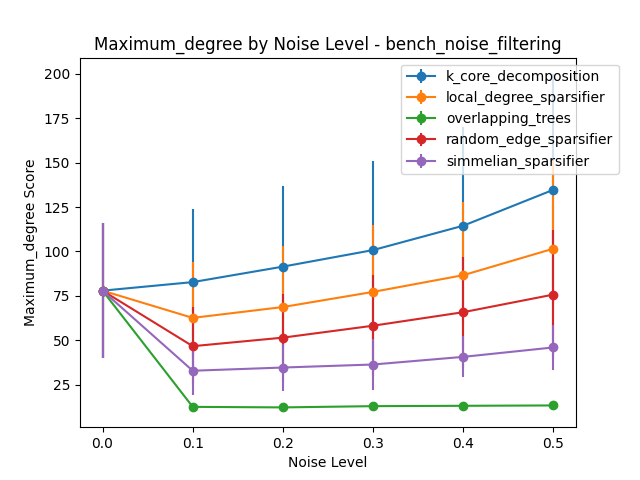 Maximum_degree by Noise Level - bench_noise_filtering
k_core_decomposition
local_degree_sparsifier
overlapping_trees
random_edge_sparsifier
simmelian_sparsifier
Maximum_degree Score
200
175
150
125
100
75
50
25
0.0 0.1 0.2 0.3 0.4 0.5
Noise Level